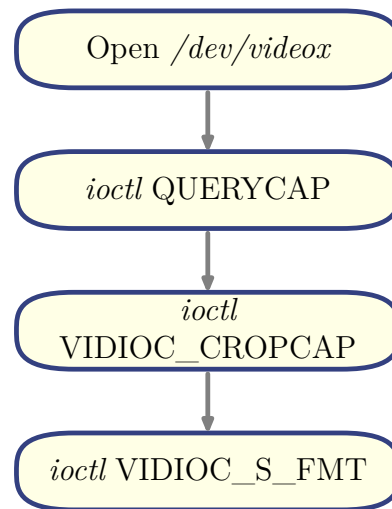 Open /dev/videox
ioctl QUERYCAP
ioctl
VIDIOC_CROPCAP
ioctl VIDIOC_S_FMT